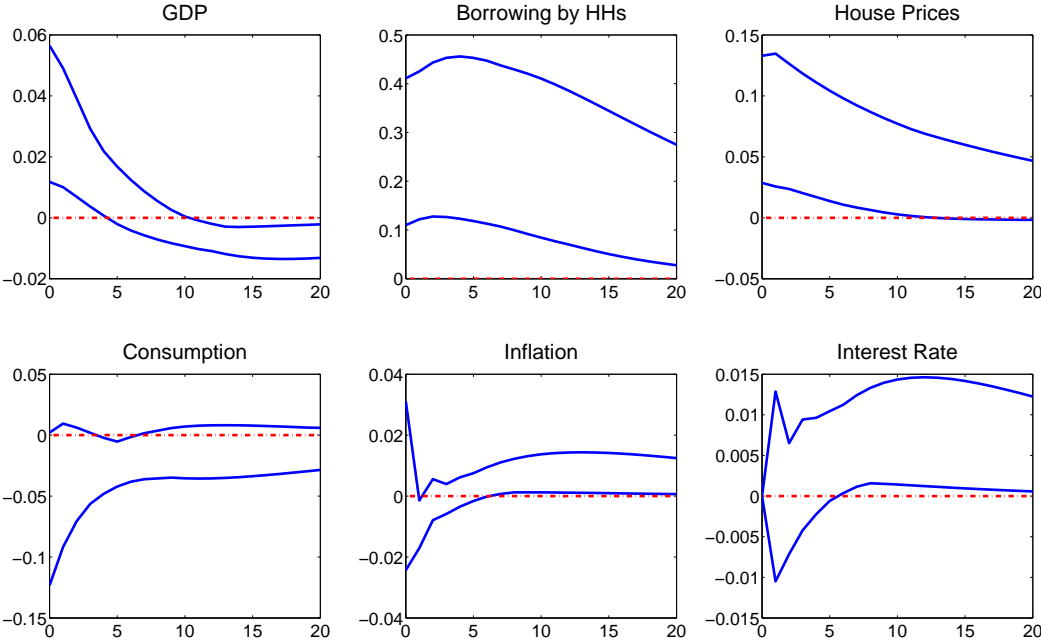 GDP
0.06
0.04
0.02
0
−0.02
0 5 10 15 20
Borrowing by HHs
0.5
0.4
0.3
0.2
0.1
0
0 5 10 15 20
House Prices
0.15
0.1
0.05
0
−0.05
0 5 10 15 20
Consumption
0.05
0
−0.05
−0.1
−0.15
0 5 10 15 20
Inflation
0.04
0.02
0
−0.02
−0.04
0 5 10 15 20
Interest Rate
0.015
0.01
0.005
0
−0.005
−0.01
−0.015
0 5 10 15 20